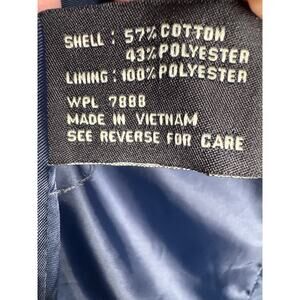 SHELL : 57% COTTON
43% POLYESTER
LINING : 100% POLYESTER
WPL 7888
MADE IN VIETNAM
SEE REVERSE FOR CARE